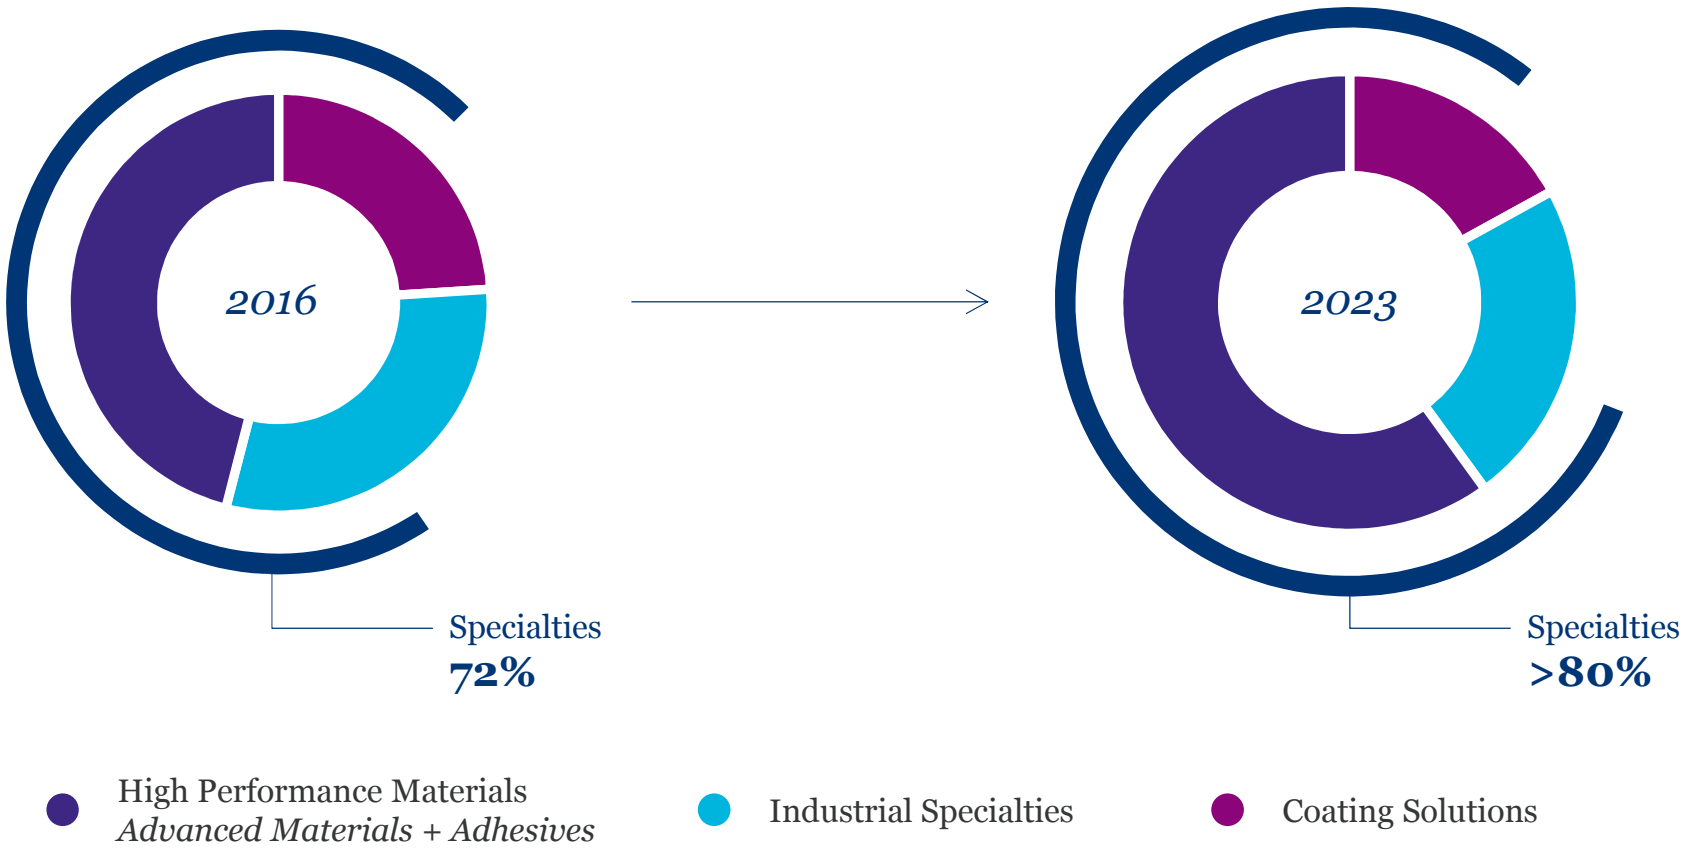 2016
2023
Specialties
72%
Specialties
>80%
High Performance Materials
Advanced Materials + Adhesives
Industrial Specialties
Coating Solutions